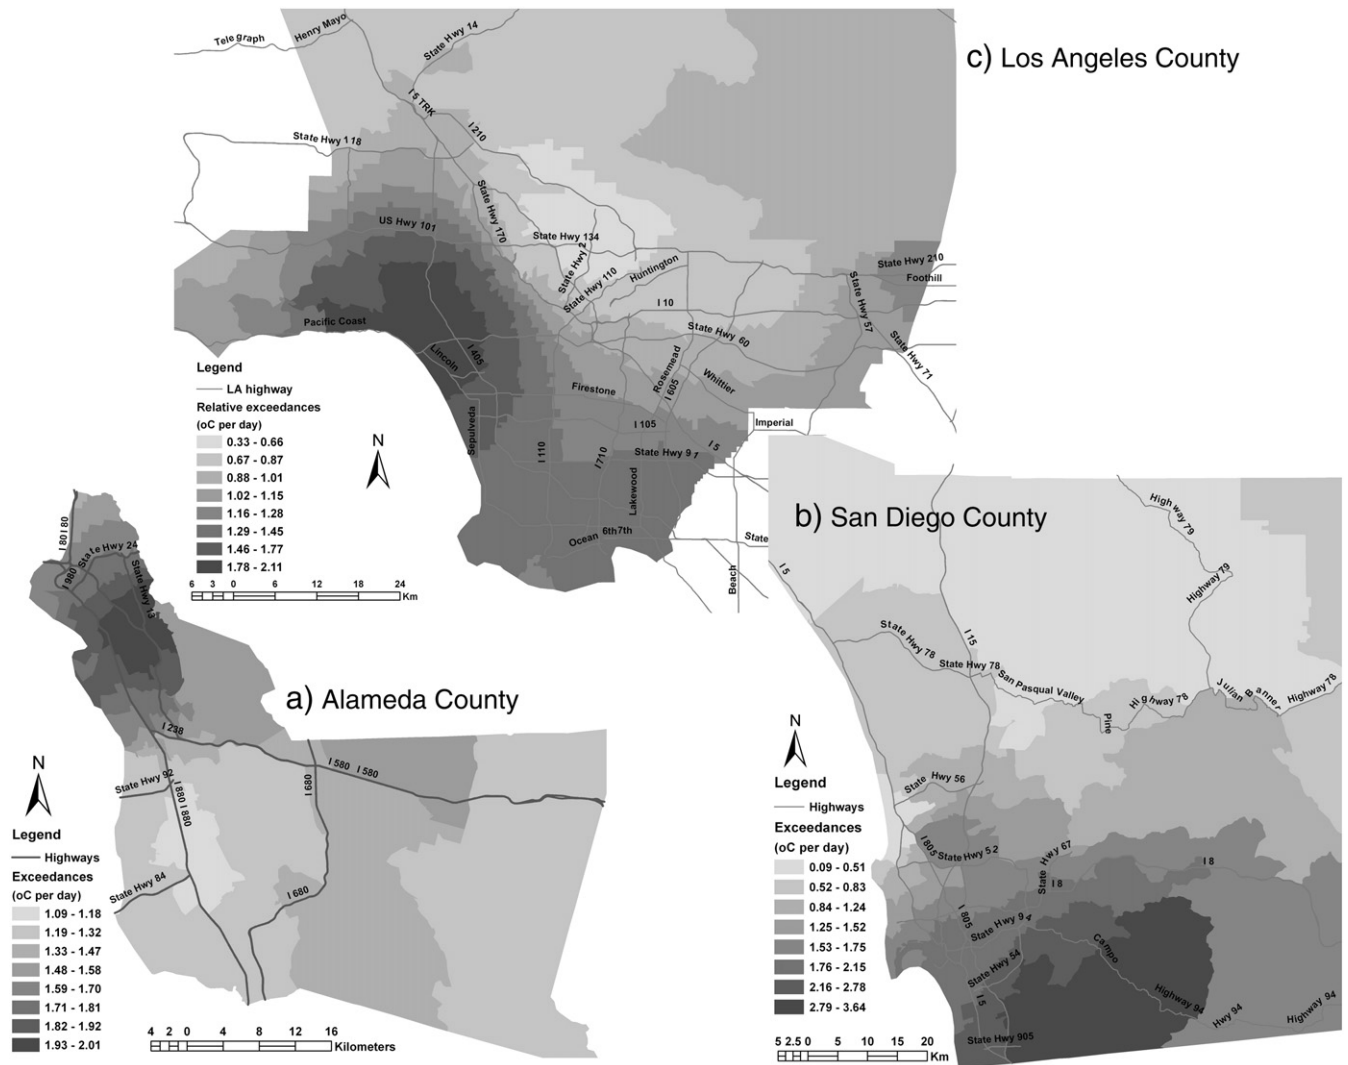 c) Los Angeles County
Telegraph
Henry Mayo
State Hwy 14
I 5 TRK
I 210
State Hwy 118
State Hwy 170
US Hwy 101
State Hwy 134
State Hwy 2
State Hwy 110
Huntington
State Hwy 210
Foothill
I 10
State Hwy 57
State Hwy 60
State Hwy 71
Pacific Coast
Lincoln
I 405
Rosemead
I 605
Whittier
Firestone
Sepulveda
I 105
Imperial
I 110
I 710
State Hwy 91
I 5
Lakewood
Ocean
6th7th
State
Beach
Legend
LA highway
Relative exceedances
(oC per day)
0.33 - 0.66
0.67 - 0.87
0.88 - 1.01
1.02 - 1.15
1.16 - 1.28
1.29 - 1.45
1.46 - 1.77
1.78 - 2.11
N
6 3 0 6 12 18 24
Km
a) Alameda County
I 80 I 80
State Hwy 24
I 980
State Hwy 13
I 238
I 580 I 580
State Hwy 92
I 880 I 880
I 680
State Hwy 84
I 680
N
Legend
Highways
Exceedances
(oC per day)
1.09 - 1.18
1.19 - 1.32
1.33 - 1.47
1.48 - 1.58
1.59 - 1.70
1.71 - 1.81
1.82 - 1.92
1.93 - 2.01
4 2 0 4 8 12 16
Kilometers
b) San Diego County
Highway 79
Highway 79
I 5
I 15
State Hwy 78
State Hwy 78
San Pasqual Valley
Pine
Highway 78
Julian
Banner
Highway 78
State Hwy 56
I 805
State Hwy 52
State Hwy 67
I 8
I 8
I 805
State Hwy 94
Campo
State Hwy 54
I 5
Highway 94
Hwy 94
Highway 94
State Hwy 905
N
Legend
Highways
Exceedances
(oC per day)
0.09 - 0.51
0.52 - 0.83
0.84 - 1.24
1.25 - 1.52
1.53 - 1.75
1.76 - 2.15
2.16 - 2.78
2.79 - 3.64
5 2.5 0 5 10 15 20
Km